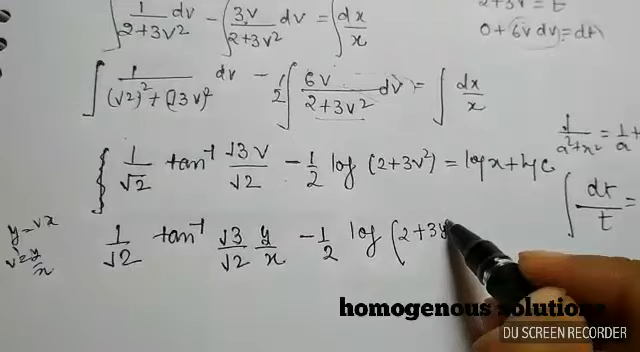 ∫ 1/(2+3v²) dv − ∫ 3v/(2+3v²) dv = ∫ dx/x
2+3v² = t
0+6v dv = dt
∫ 1/((√2)²+(√3v)²) dv − 1/2 ∫ 6v/(2+3v²) dv = ∫ dx/x
1/(a²+x²) = 1/a
{ 1/√2 tan⁻¹ √3v/√2 − 1/2 log (2+3v²) = log x + log c
∫ dt/t =
y = vx
v = y/x
1/√2 tan⁻¹ √3/√2 y/x − 1/2 log (2+3y
homogenous solutions
DU SCREEN RECORDER